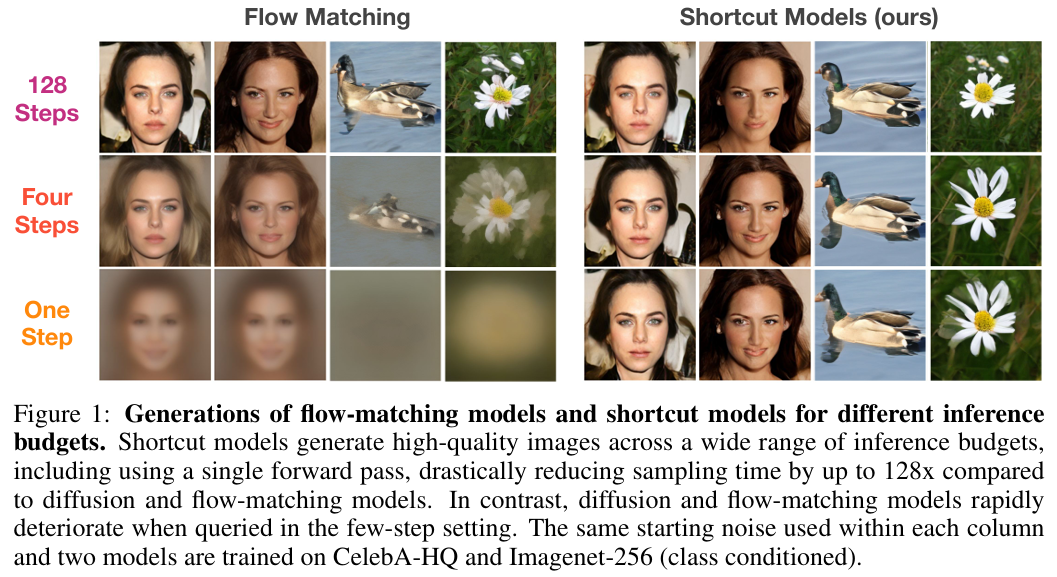 Flow Matching
Shortcut Models (ours)
128
Steps
Four
Steps
One
Step
Figure 1: Generations of flow-matching models and shortcut models for different inference
budgets. Shortcut models generate high-quality images across a wide range of inference budgets,
including using a single forward pass, drastically reducing sampling time by up to 128x compared
to diffusion and flow-matching models. In contrast, diffusion and flow-matching models rapidly
deteriorate when queried in the few-step setting. The same starting noise used within each column
and two models are trained on CelebA-HQ and Imagenet-256 (class conditioned).